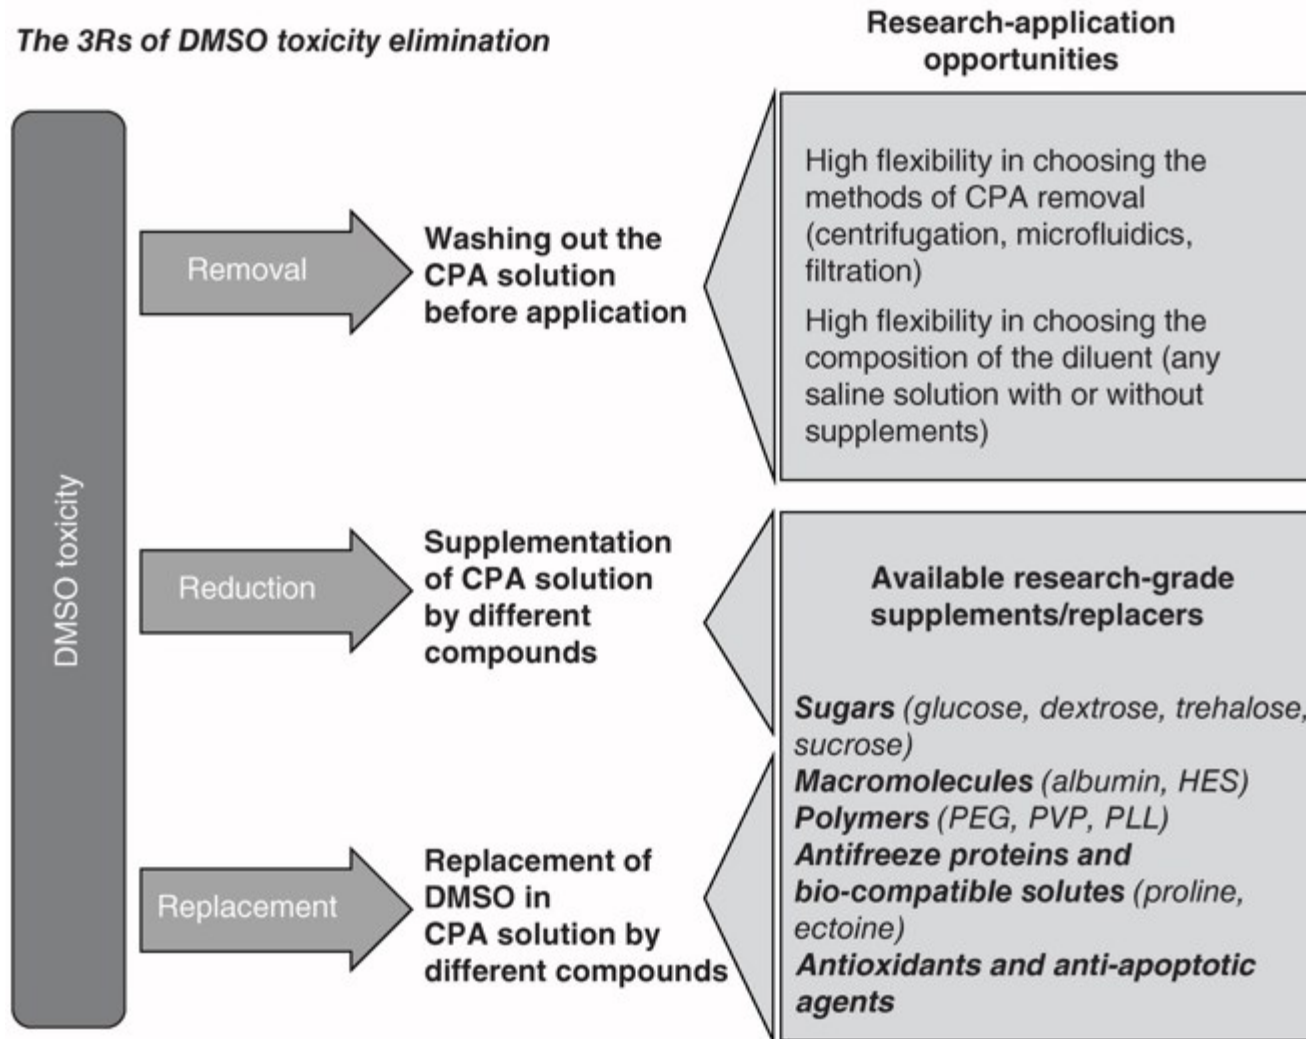 The 3Rs of DMSO toxicity elimination
Research-application
opportunities
DMSO toxicity
Removal
Washing out the
CPA solution
before application
High flexibility in choosing the
methods of CPA removal
(centrifugation, microfluidics,
filtration)
High flexibility in choosing the
composition of the diluent (any
saline solution with or without
supplements)
Reduction
Supplementation
of CPA solution
by different
compounds
Replacement
Replacement of
DMSO in
CPA solution by
different compounds
Available research-grade
supplements/replacers
Sugars (glucose, dextrose, trehalose,
sucrose)
Macromolecules (albumin, HES)
Polymers (PEG, PVP, PLL)
Antifreeze proteins and
bio-compatible solutes (proline,
ectoine)
Antioxidants and anti-apoptotic
agents